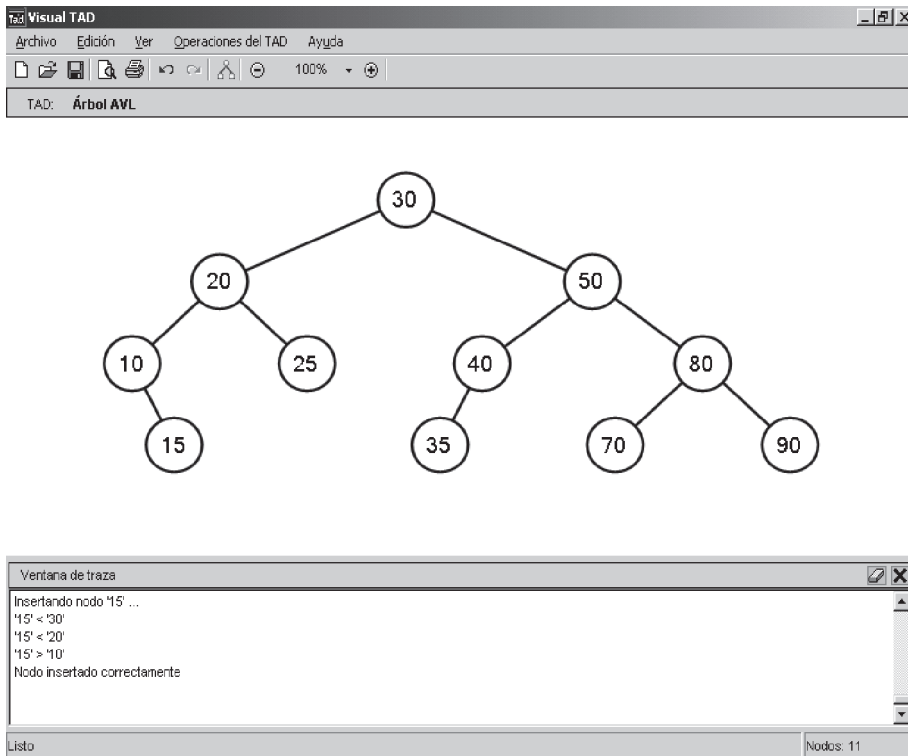 Tad Visual TAD
Archivo Edición Ver Operaciones del TAD Ayuda
100%
TAD: Árbol AVL
30
20 50
10 25 40 80
15 35 70 90
Ventana de traza
Insertando nodo '15' ...
'15' < '30'
'15' < '20'
'15' > '10'
Nodo insertado correctamente
Listo Nodos: 11